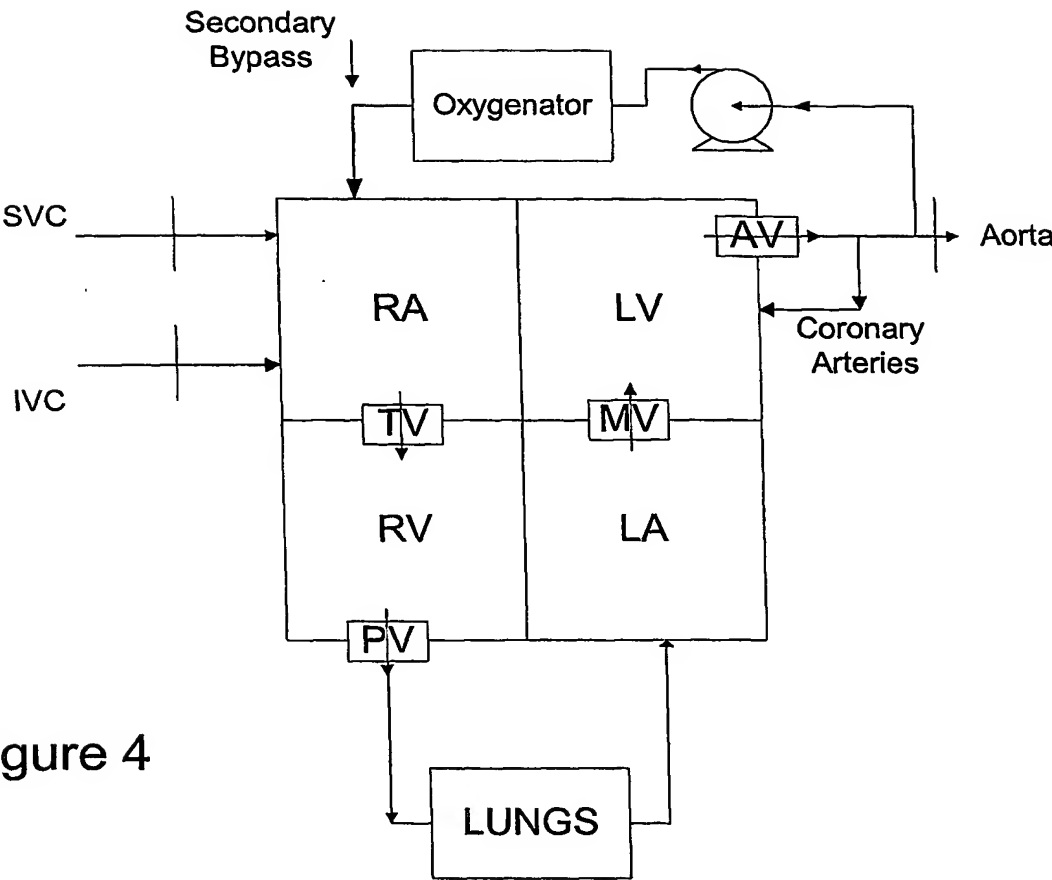 Secondary
Bypass
Oxygenator
SVC
AV
Aorta
RA
LV
Coronary
Arteries
IVC
TV
MV
RV
LA
PV
gure 4
LUNGS